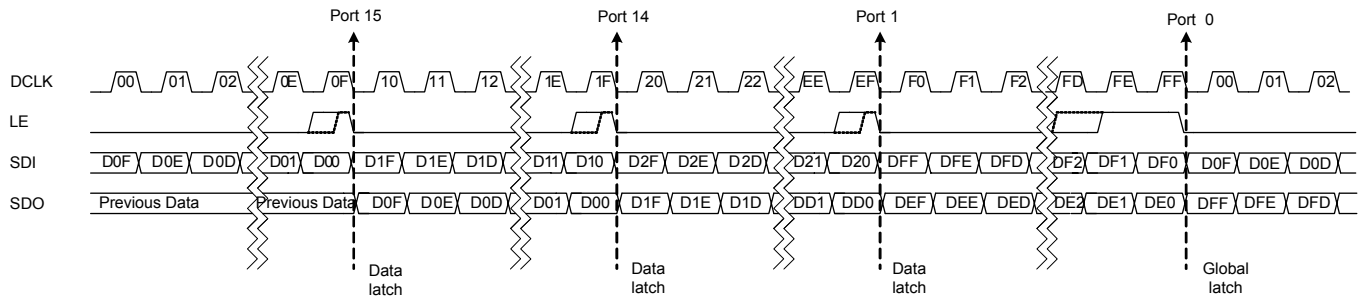 Port 15 Port 14 Port 1 Port 0
DCLK 00 01 02 0E 0F 10 11 12 1E 1F 20 21 22 EE EF F0 F1 F2 FD FE FF 00 01 02
LE
SDI D0F D0E D0D D01 D00 D1F D1E D1D D11 D10 D2F D2E D2D D21 D20 DFF DFE DFD DF2 DF1 DF0 D0F D0E D0D
SDO Previous Data Previous Data D0F D0E D0D D01 D00 D1F D1E D1D DD1 DD0 DEF DEE DED DE2 DE1 DE0 DFF DFE DFD
Data Data Data Global
latch latch latch latch